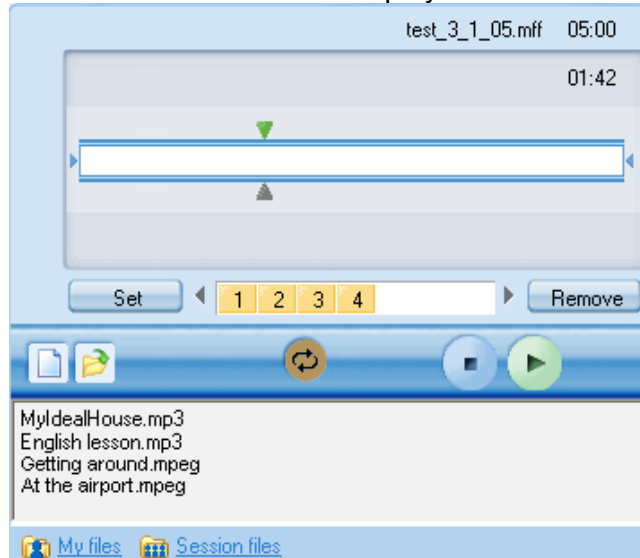 test_3_1_05.mff 05:00
01:42
Set 1 2 3 4 Remove
MyIdealHouse.mp3
English lesson.mp3
Getting around.mpeg
At the airport.mpeg
My files Session files